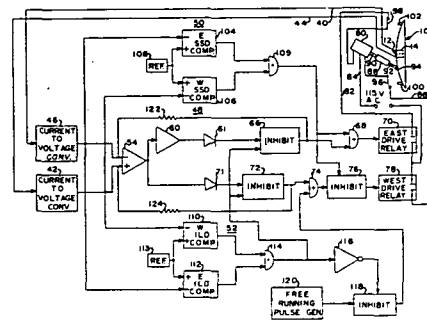 50
104
E
SSD
COMP
108
REF
109
W
SSD
COMP
106
44
40
98
102
12
14
80
90
88
92
94
84
96
100
82
115V
A C
46
CURRENT
TO
VOLTAGE
CONV.
42
CURRENT
TO
VOLTAGE
CONV
122
48
54
60
61
66
INHIBIT
68
70
EAST
DRIVE
RELAY
71
72
INHIBIT
74
76
INHIBIT
78
WEST
DRIVE
RELAY
124
110
52
W
ILD
COMP
113
REF
114
E
ILD
COMP
112
116
120
FREE
RUNNING
PULSE GEN
118
INHIBIT